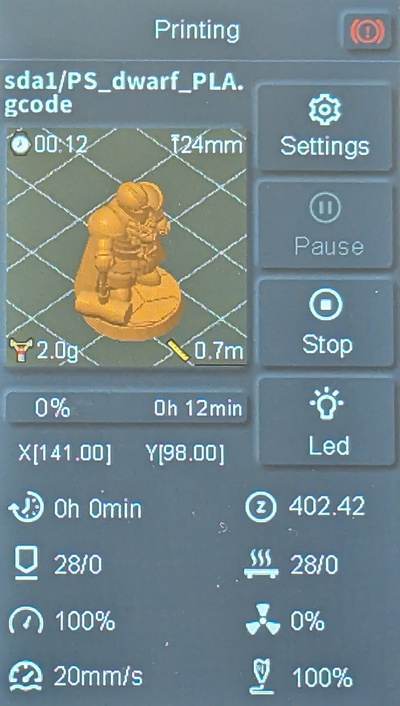 Printing
sda1/PS_dwarf_PLA.
gcode
00:12
24mm
2.0g
0.7m
Settings
Pause
Stop
Led
0%
0h 12min
X[141.00]
Y[98.00]
0h 0min
Z
402.42
28/0
28/0
100%
0%
20mm/s
100%